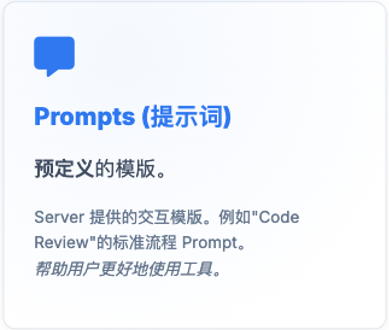 Prompts (提示词)
预定义的模版。
Server 提供的交互模版。例如"Code
Review"的标准流程 Prompt。
帮助用户更好地使用工具。